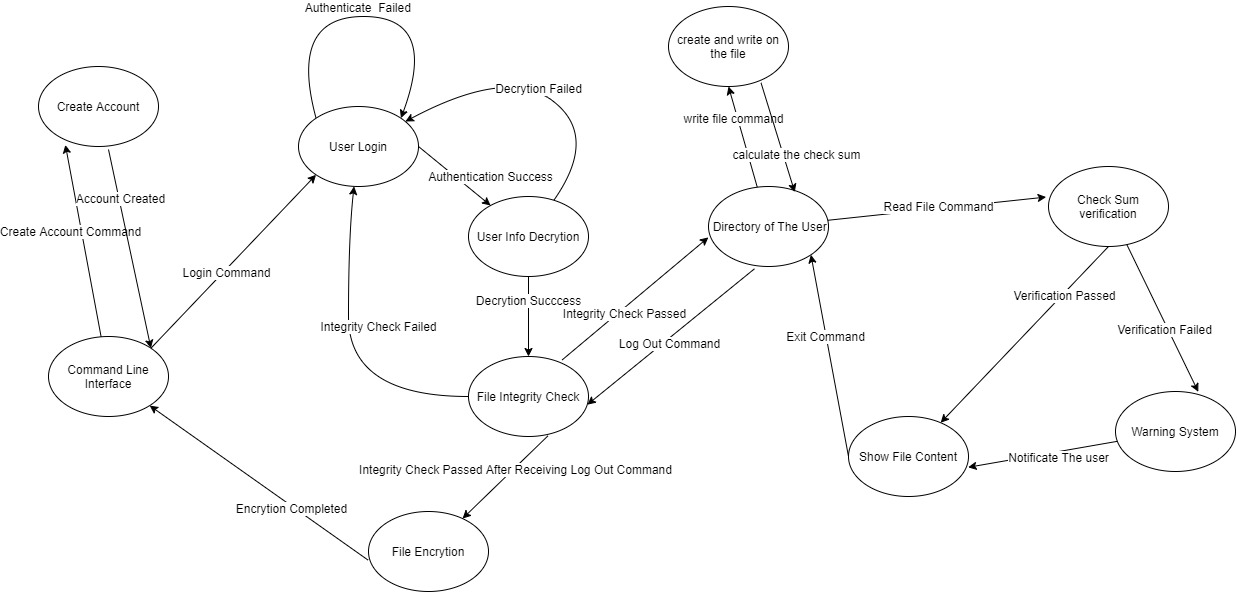 Authenticate  Failed
create and write on
the file
Decrytion Failed
Create Account
write file command
User Login
calculate the check sum
Authentication Success
Account Created
Read File Command
Check Sum
verification
Create Account Command
User Info Decrytion
Directory of The User
Login Command
Decrytion Succcess
Verification Passed
Integrity Check Passed
Integrity Check Failed
Verification Failed
Exit Command
Log Out Command
Command Line
Interface
File Integrity Check
Warning System
Show File Content
Notificate The user
Integrity Check Passed After Receiving Log Out Command
Encrytion Completed
File Encrytion